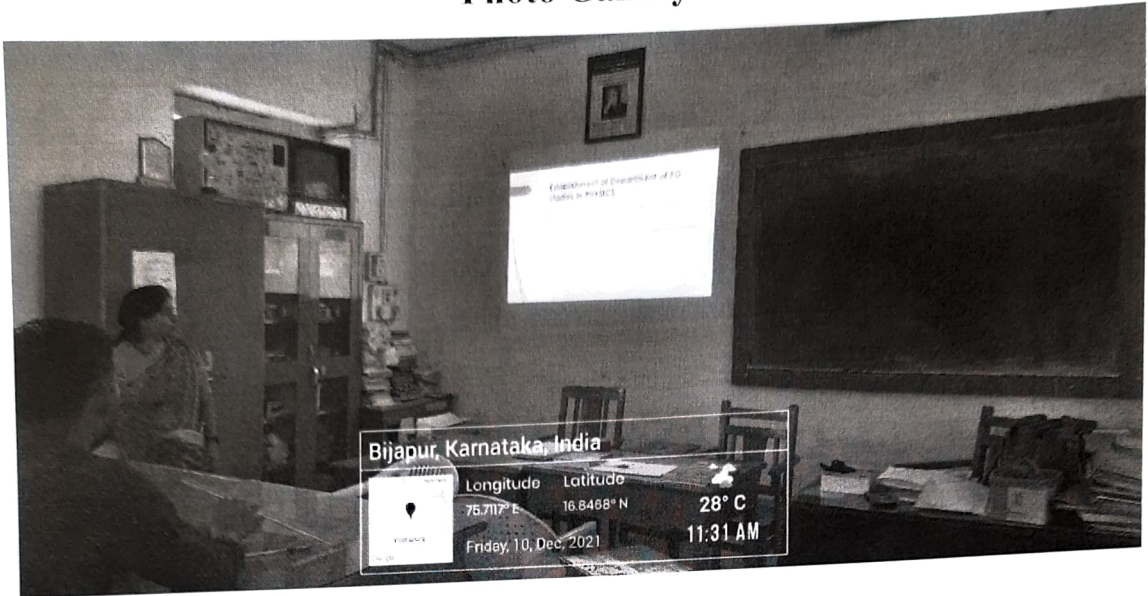 Photo Gallery
Establishment of Department of PG
Studies in PHYSICS
Bijapur, Karnataka, India
Longitude Latitude
75.7117° E 16.8468° N
28° C
Friday, 10, Dec, 2021
11:31 AM